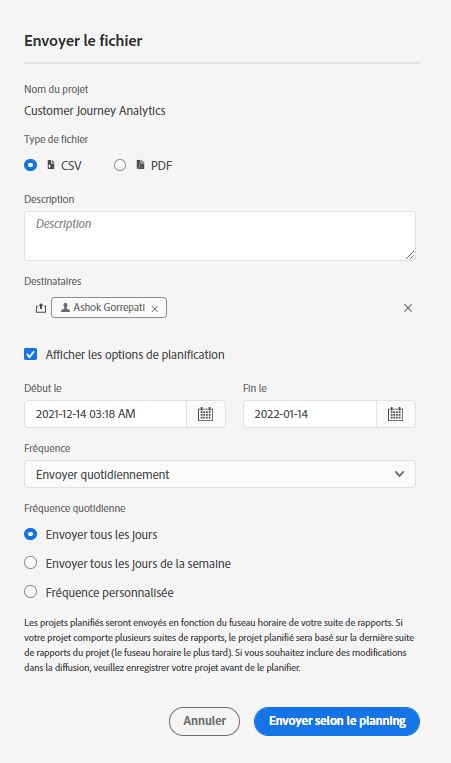 Envoyer le fichier
Nom du projet
Customer Journey Analytics
Type de fichier
CSV PDF
Description
Description
Destinataires
Ashok Gorrepati
Afficher les options de planification
Début le Fin le
2021-12-14 03:18 AM 2022-01-14
Fréquence
Envoyer quotidiennement
Fréquence quotidienne
Envoyer tous les jours
Envoyer tous les jours de la semaine
Fréquence personnalisée
Les projets planifiés seront envoyés en fonction du fuseau horaire de votre suite de rapports. Si
votre projet comporte plusieurs suites de rapports, le projet planifié sera basé sur la dernière suite
de rapports du projet (le fuseau horaire le plus tard). Si vous souhaitez inclure des modifications
dans la diffusion, veuillez enregistrer votre projet avant de le planifier.
Annuler Envoyer selon le planning